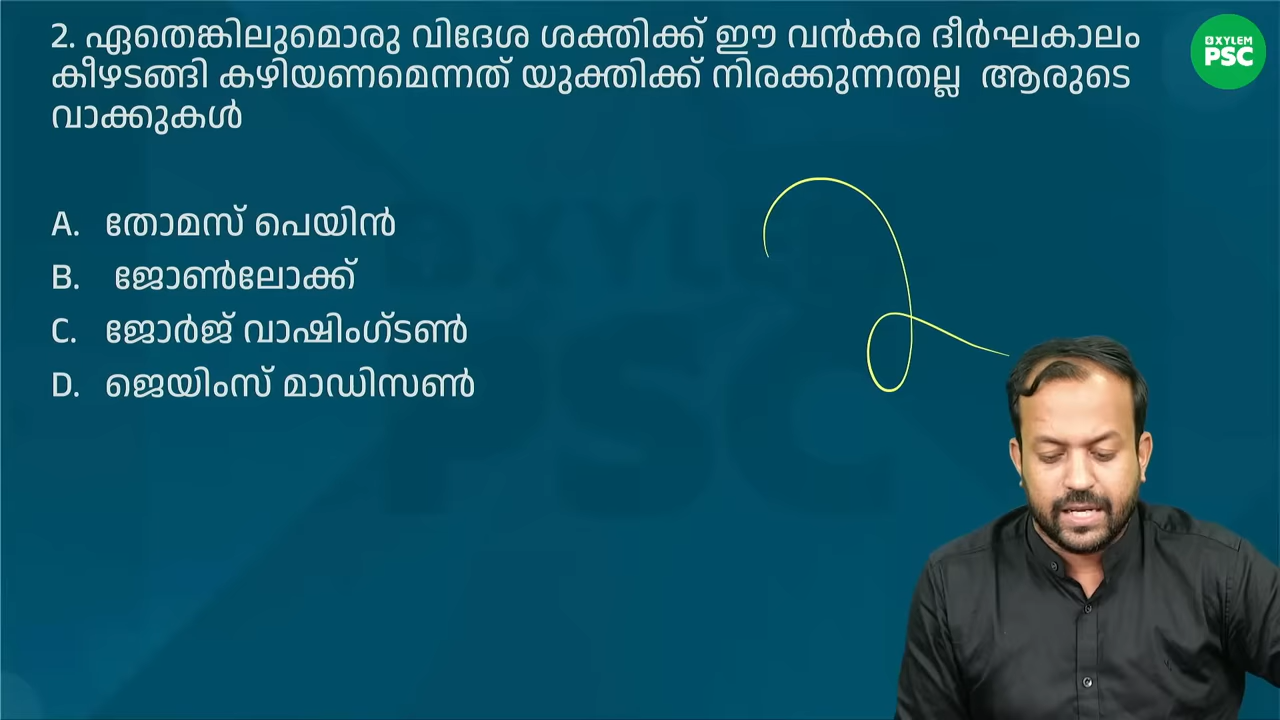 2. ഏതെങ്കിലുമൊരു വിദേശ ശക്തിക്ക് ഈ വൻകര ദീർഘകാലം
കീഴടങ്ങി കഴിയണമെന്നത് യുക്തിക്ക് നിരക്കുന്നതല്ല ആരുടെ
വാക്കുകൾ
XYLEM
PSC
A. തോമസ് പെയിൻ
B. ജോൺലോക്ക്
C. ജോർജ് വാഷിംഗ്ടൺ
D. ജെയിംസ് മാഡിസൺ